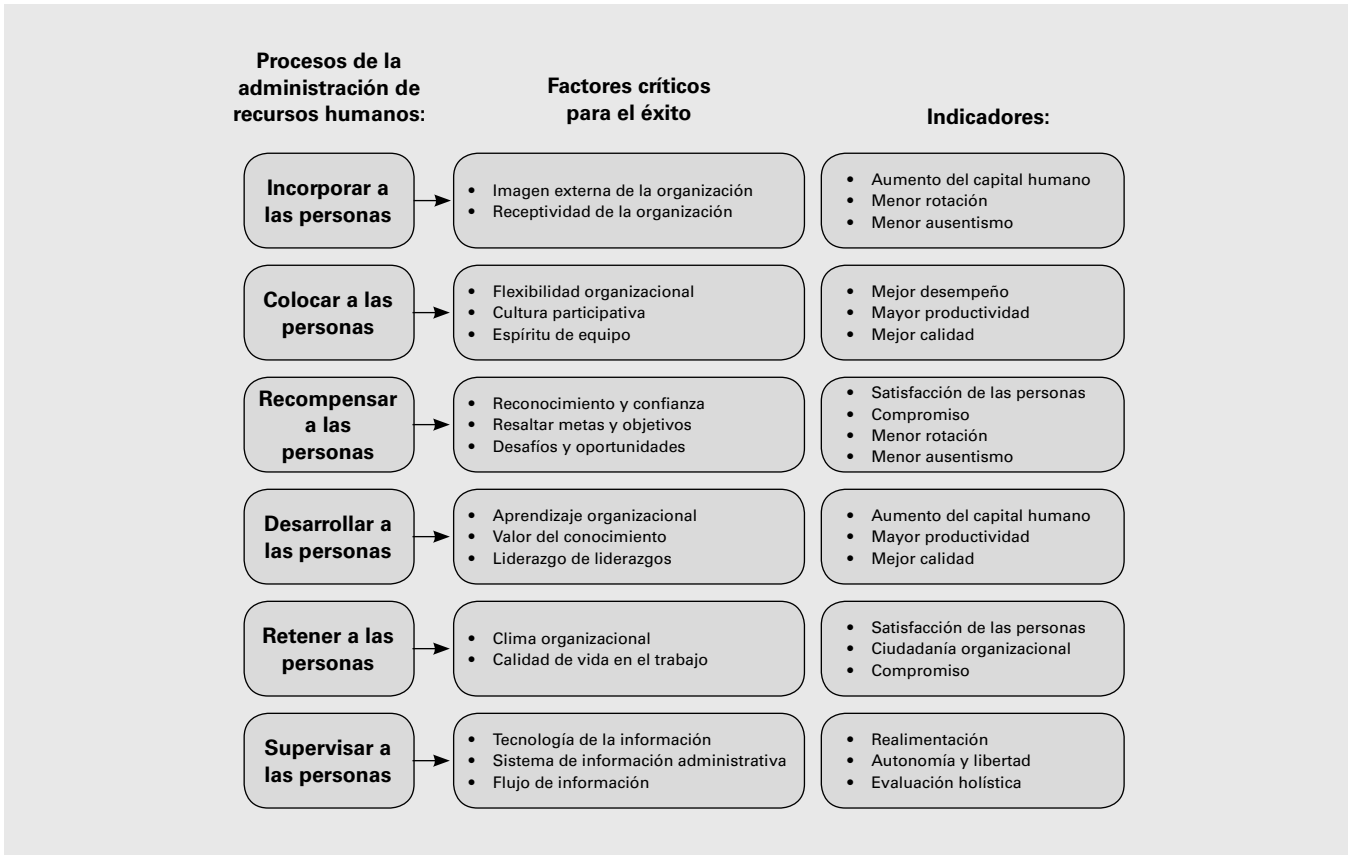 Procesos de la
administración de
recursos humanos:
Factores críticos
para el éxito
Indicadores:
Incorporar a
las personas
• Imagen externa de la organización
• Receptividad de la organización
• Aumento del capital humano
• Menor rotación
• Menor ausentismo
Colocar a las
personas
• Flexibilidad organizacional
• Cultura participativa
• Espíritu de equipo
• Mejor desempeño
• Mayor productividad
• Mejor calidad
Recompensar
a las
personas
• Reconocimiento y confianza
• Resaltar metas y objetivos
• Desafíos y oportunidades
• Satisfacción de las personas
• Compromiso
• Menor rotación
• Menor ausentismo
Desarrollar a
las personas
• Aprendizaje organizacional
• Valor del conocimiento
• Liderazgo de liderazgos
• Aumento del capital humano
• Mayor productividad
• Mejor calidad
Retener a las
personas
• Clima organizacional
• Calidad de vida en el trabajo
• Satisfacción de las personas
• Ciudadanía organizacional
• Compromiso
Supervisar a
las personas
• Tecnología de la información
• Sistema de información administrativa
• Flujo de información
• Realimentación
• Autonomía y libertad
• Evaluación holística